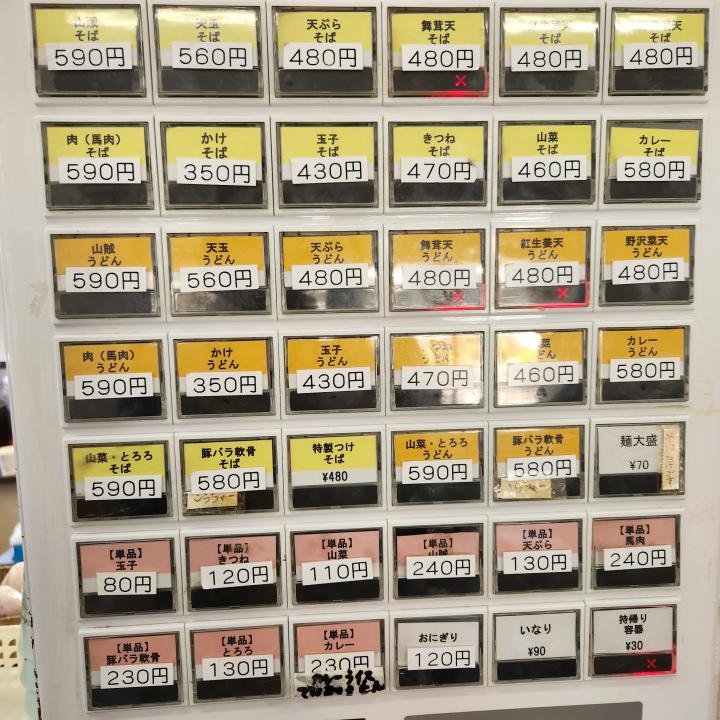 山賊
そば
590円
天玉
そば
560円
天ぷら
そば
480円
舞茸天
そば
480円
×
そば
480円
そば
480円
肉（馬肉）
そば
590円
かけ
そば
350円
玉子
そば
430円
きつね
そば
470円
山菜
そば
460円
カレー
そば
580円
山賊
うどん
590円
天玉
うどん
560円
天ぷら
うどん
480円
舞茸天
うどん
480円
×
紅生姜天
うどん
480円
×
野沢菜天
うどん
480円
肉（馬肉）
うどん
590円
かけ
うどん
350円
玉子
うどん
430円
うどん
470円
菜
どん
460円
カレー
うどん
580円
山菜・とろろ
そば
590円
豚バラ軟骨
そば
580円
特製つけ
そば
¥480
山菜・とろろ
うどん
590円
豚バラ軟骨
うどん
580円
麺大盛
¥70
【単品】
玉子
80円
【単品】
きつね
120円
【単品】
山菜
110円
【単品】
山賊
240円
【単品】
天ぷら
130円
【単品】
馬肉
240円
【単品】
豚バラ軟骨
230円
【単品】
とろろ
130円
【単品】
カレー
230円
おにぎり
120円
いなり
¥90
持帰り
容器
¥30
×